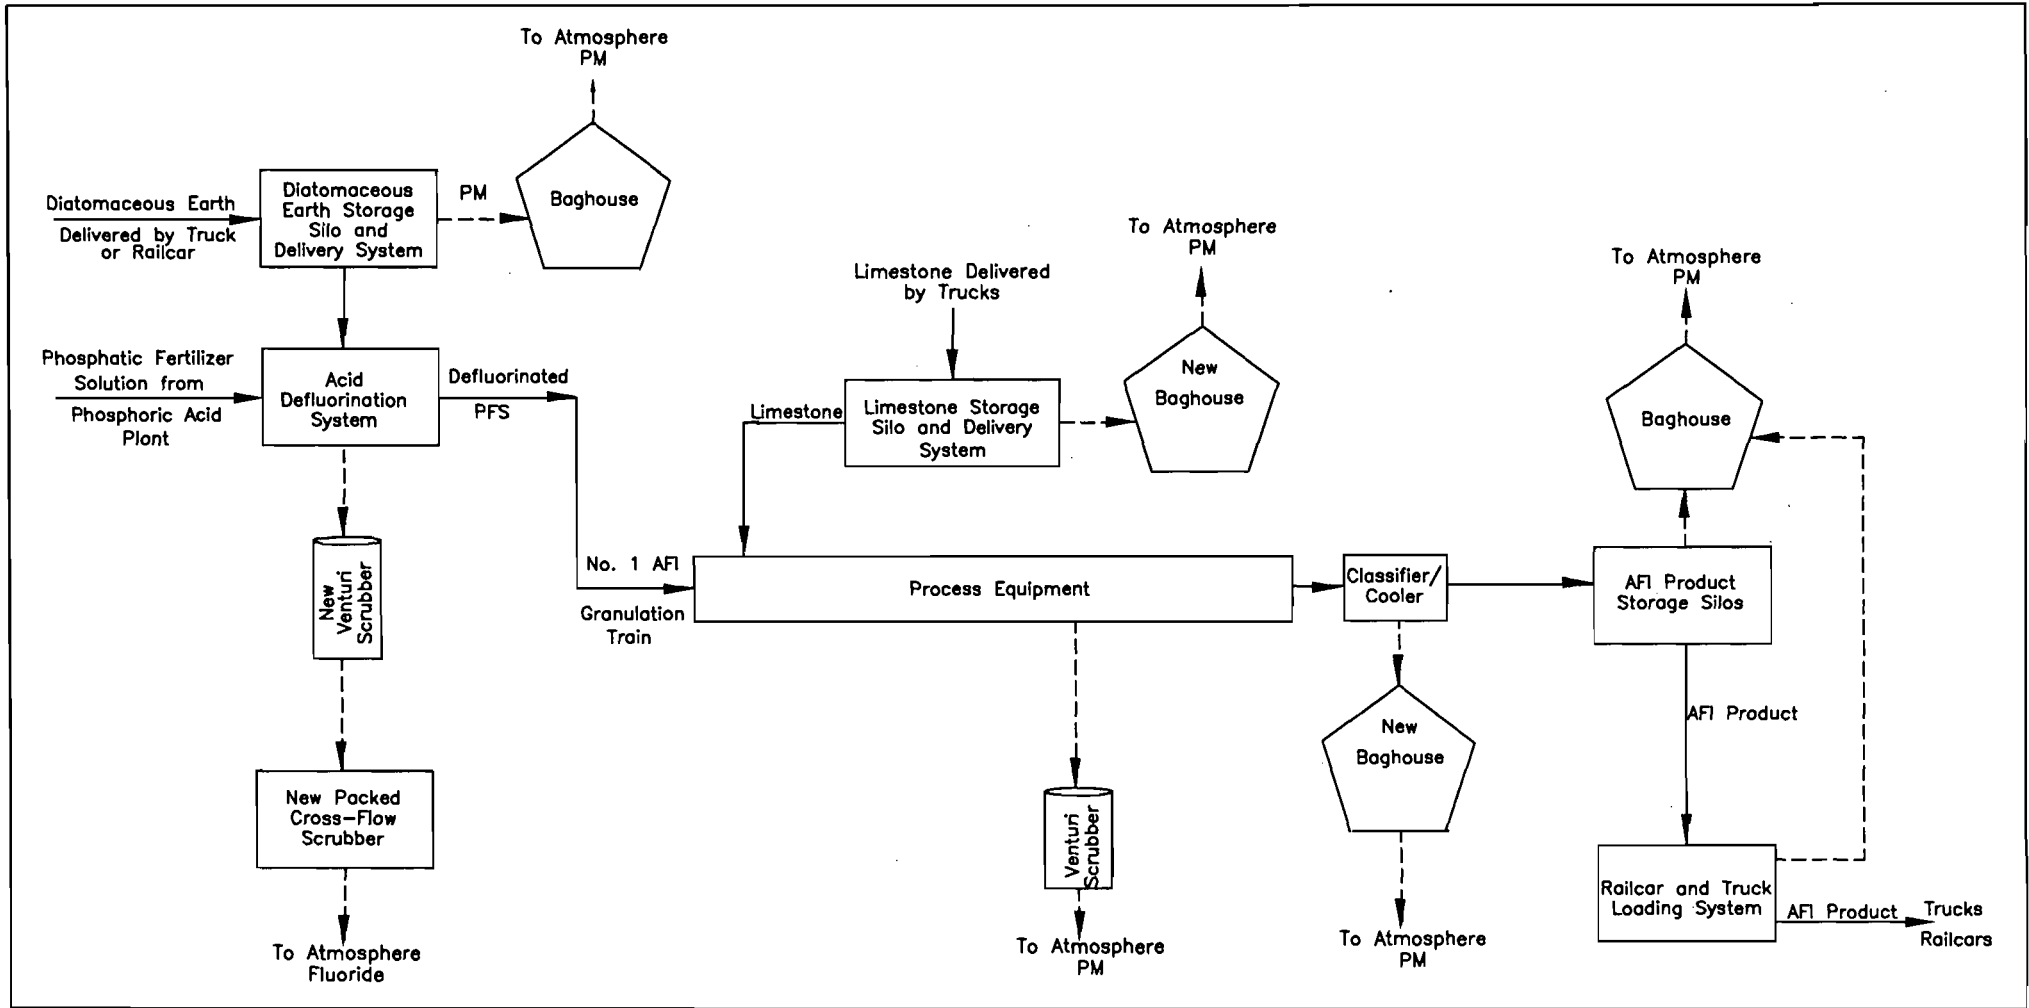 To Atmosphere
PM
Baghouse
Diatomaceous Earth
Delivered by Truck
or Railcar
Diatomaceous
Earth Storage
Silo and
Delivery System
PM
Phosphatic Fertilizer
Solution from
Phosphoric Acid
Plant
Acid
Defluorination
System
Defluorinated
PFS
New
Venturi
Scrubber
New Packed
Cross-Flow
Scrubber
To Atmosphere
Fluoride
Limestone Delivered
by Trucks
Limestone
Limestone Storage
Silo and Delivery
System
To Atmosphere
PM
New
Baghouse
No. 1 AFI
Granulation
Train
Process Equipment
Venturi
Scrubber
To Atmosphere
PM
Classifier/
Cooler
New
Baghouse
To Atmosphere
PM
To Atmosphere
PM
Baghouse
AFI Product
Storage Silos
AFI Product
Railcar and Truck
Loading System
AFI Product
Trucks
Railcars